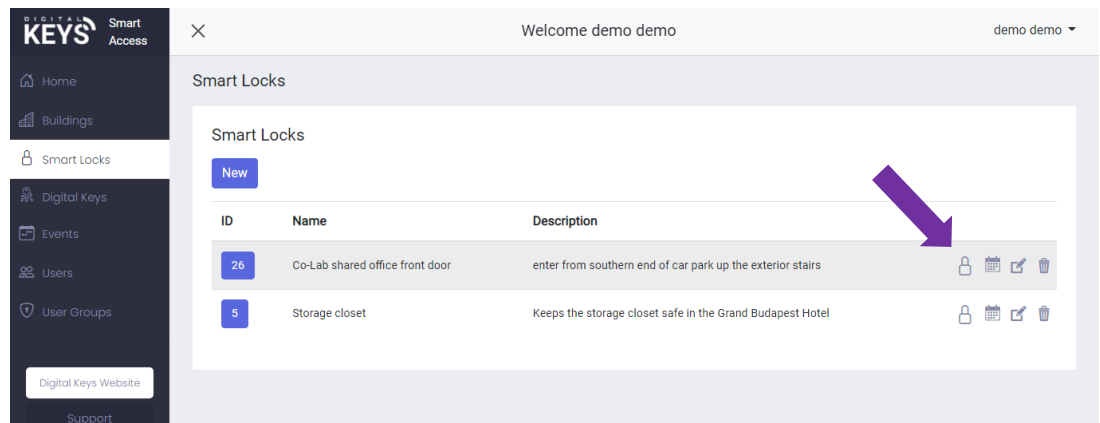 DIGITAL
KEYS
Smart
Access
Welcome demo demo
demo demo
Home
Buildings
Smart Locks
Digital Keys
Events
Users
User Groups
Digital Keys Website
Support
Smart Locks
Smart Locks
New
ID Name Description
26 Co-Lab shared office front door enter from southern end of car park up the exterior stairs
5 Storage closet Keeps the storage closet safe in the Grand Budapest Hotel